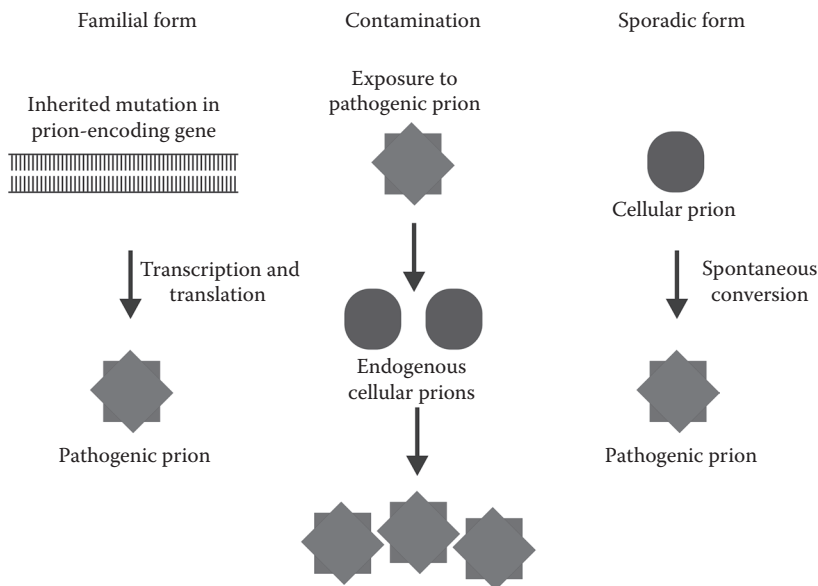 Familial form
Inherited mutation in
prion-encoding gene
Transcription and
translation
Pathogenic prion
Contamination
Exposure to
pathogenic prion
Endogenous
cellular prions
Sporadic form
Cellular prion
Spontaneous
conversion
Pathogenic prion